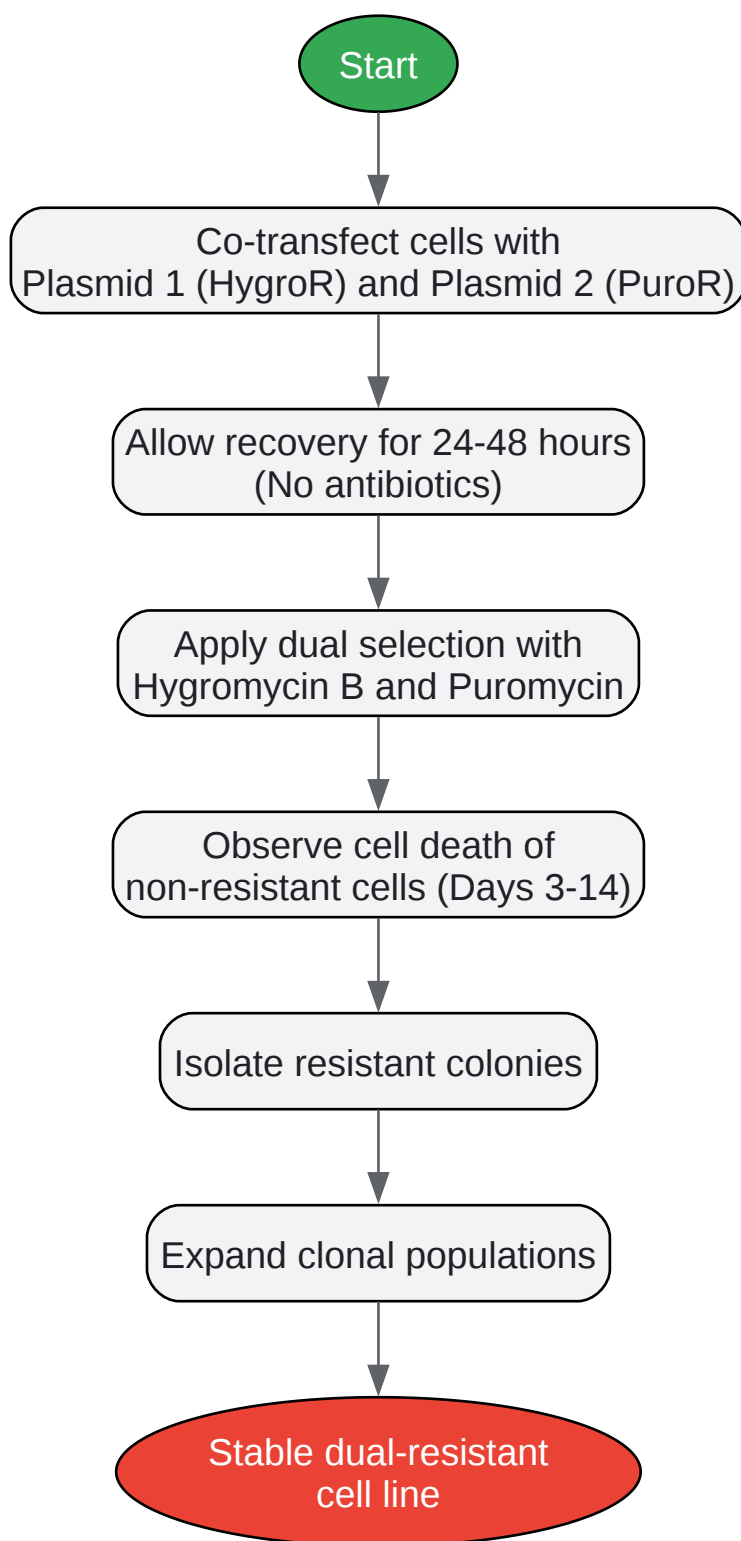 Start
Co-transfect cells with
Plasmid 1 (HygroR) and Plasmid 2 (PuroR)
Allow recovery for 24-48 hours
(No antibiotics)
Apply dual selection with
Hygromycin B and Puromycin
Observe cell death of
non-resistant cells (Days 3-14)
Isolate resistant colonies
Expand clonal populations
Stable dual-resistant
cell line